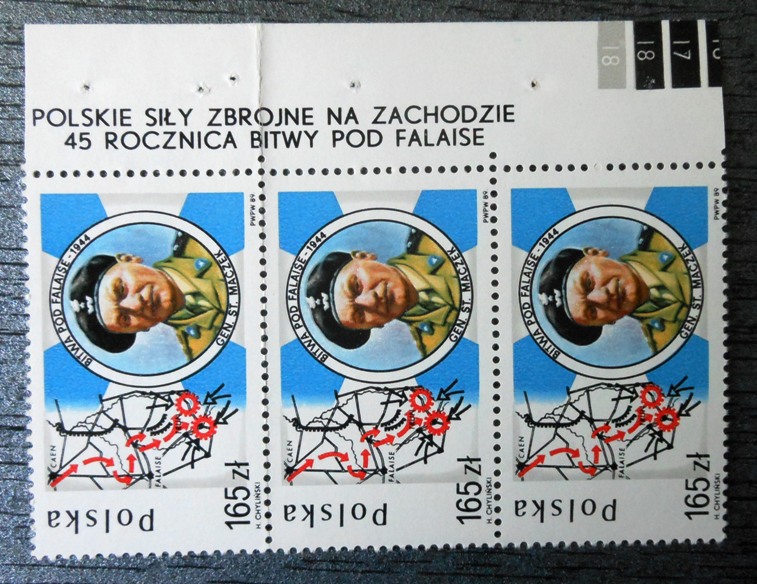 18 18 17
POLSKIE SIŁY ZBROJNE NA ZACHODZIE
45 ROCZNICA BITWY POD FALAISE
BITWA POD FALAISE - 1944
GEN. ST. MACZEK
PWPW 89
CAEN
FALAISE
165 zł
H. CHYLIŃSKI
Polska
BITWA POD FALAISE - 1944
GEN. ST. MACZEK
PWPW 89
CAEN
FALAISE
165 zł
H. CHYLIŃSKI
Polska
BITWA POD FALAISE - 1944
GEN. ST. MACZEK
PWPW 89
CAEN
FALAISE
165 zł
H. CHYLIŃSKI
Polska